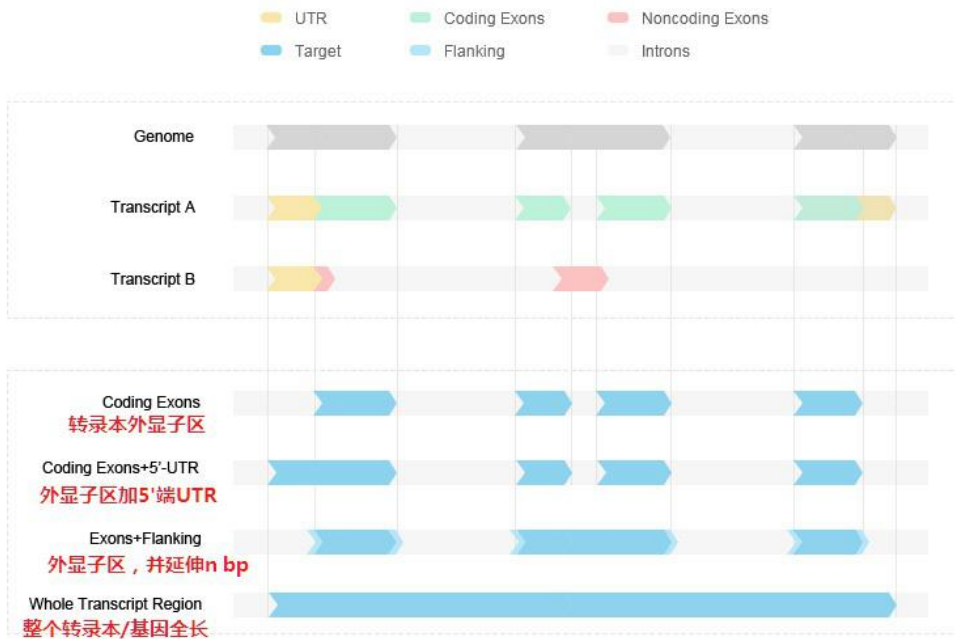 UTR Coding Exons Noncoding Exons
Target Flanking Introns
Genome
Transcript A
Transcript B
Coding Exons
转录本外显子区
Coding Exons+5'-UTR
外显子区加5'端UTR
Exons+Flanking
外显子区，并延伸n bp
Whole Transcript Region
整个转录本/基因全长